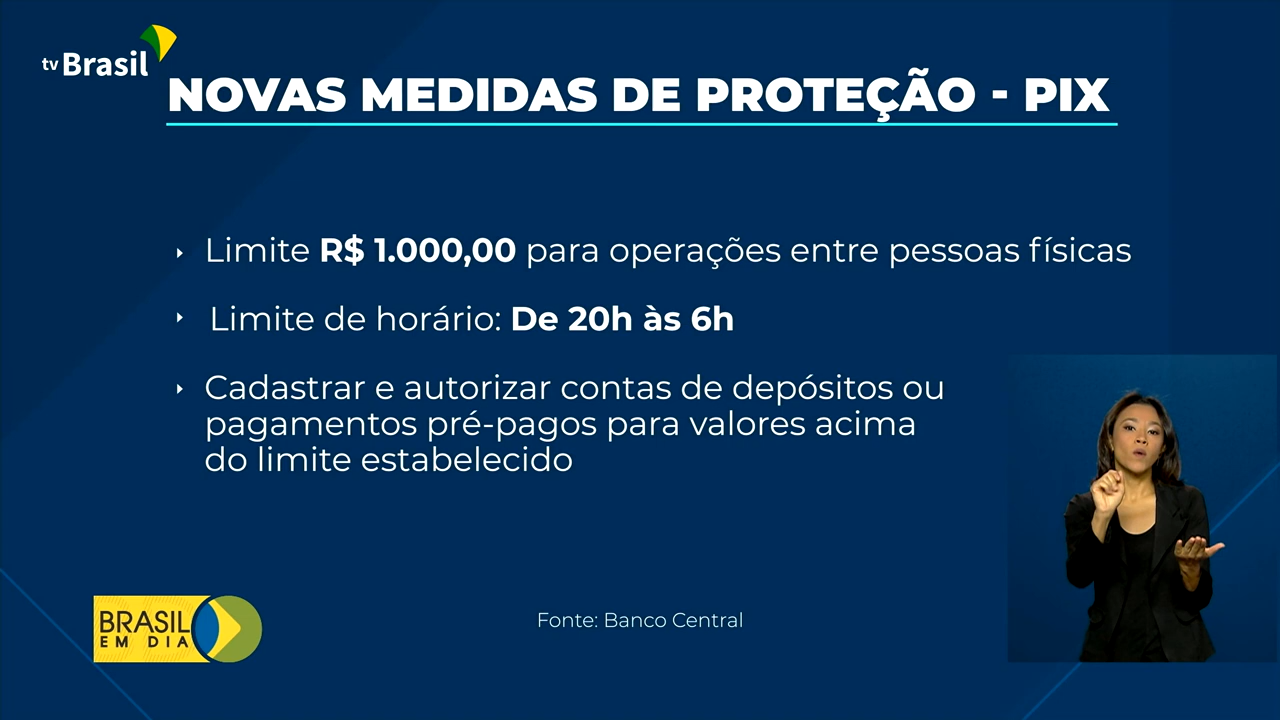 tv Brasil
NOVAS MEDIDAS DE PROTEÇÃO - PIX
Limite R$ 1.000,00 para operações entre pessoas físicas
Limite de horário: De 20h às 6h
Cadastrar e autorizar contas de depósitos ou
pagamentos pré-pagos para valores acima
do limite estabelecido
BRASIL
EM DIA
Fonte: Banco Central